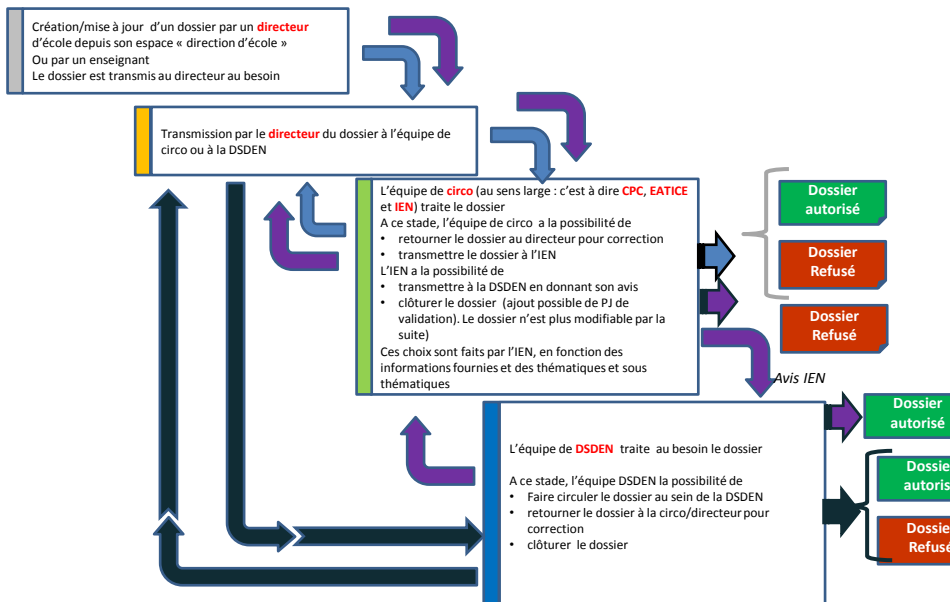 Création/mise à jour d'un dossier par un directeur
d'école depuis son espace « direction d'école »
Ou par un enseignant
Le dossier est transmis au directeur au besoin
Transmission par le directeur du dossier à l'équipe de
circo ou à la DSDEN
L'équipe de circo (au sens large : c'est à dire CPC, EATICE
et IEN) traite le dossier
A ce stade, l'équipe de circo a la possibilité de
• retourner le dossier au directeur pour correction
• transmettre le dossier à l'IEN
L'IEN a la possibilité de
• transmettre à la DSDEN en donnant son avis
• clôturer le dossier (ajout possible de PJ de
validation). Le dossier n'est plus modifiable par la
suite)
Ces choix sont faits par l'IEN, en fonction des
informations fournies et des thématiques et sous
thématiques
Dossier
autorisé
Dossier
Refusé
Dossier
Refusé
Avis IEN
Dossier
autorisé
L'équipe de DSDEN traite au besoin le dossier
A ce stade, l'équipe DSDEN la possibilité de
• Faire circuler le dossier au sein de la DSDEN
• retourner le dossier à la circo/directeur pour
correction
• clôturer le dossier
Dossie
autoris
Dossie
Refusé